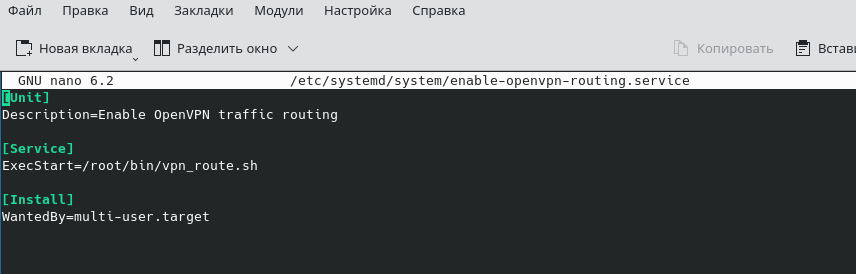 Файл Правка Вид Закладки Модули Настройка Справка
Новая вкладка Разделить окно Копировать
GNU nano 6.2 /etc/systemd/system/enable-openvpn-routing.service
[Unit]
Description=Enable OpenVPN traffic routing
[Service]
ExecStart=/root/bin/vpn_route.sh
[Install]
WantedBy=multi-user.target